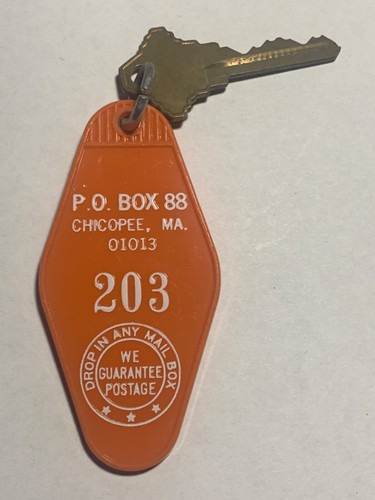 P.O. BOX 88
CHICOPEE, MA.
01013
203
DROP IN ANY MAIL BOX
WE
GUARANTEE
POSTAGE